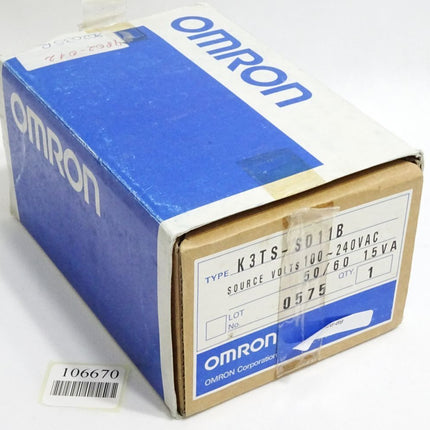 OMRON
OMRON
TYPE K3TS-SD11B
SOURCE VOLTS 100~240VAC
50/60 15VA
LOT No. 0575
QTY 1
OMRON
OMRON Corporation
106670